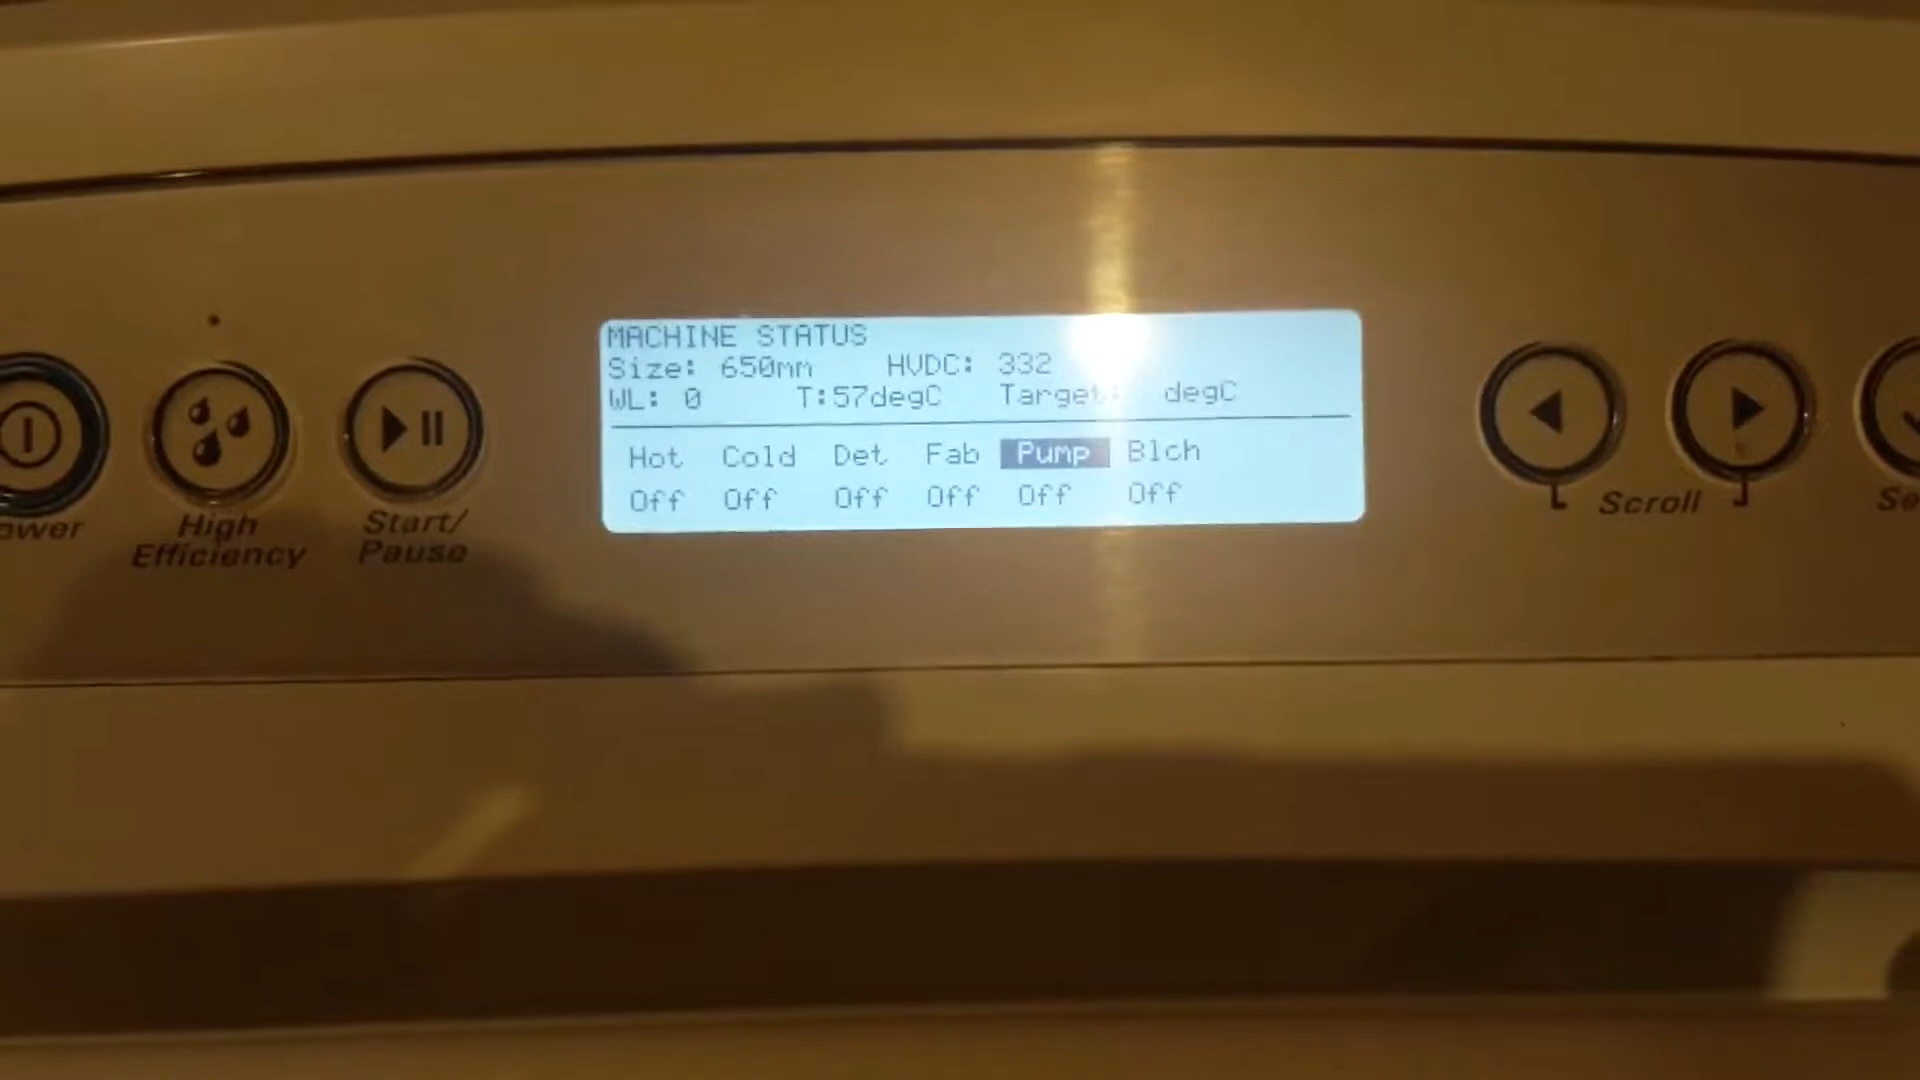 MACHINE STATUS
Size: 650mm HVDC: 332
WL: 0 T:57degC Target: degC
Hot Cold Det Fab Pump Blch
Off Off Off Off Off Off
High
Efficiency
Start/
Pause
Scroll